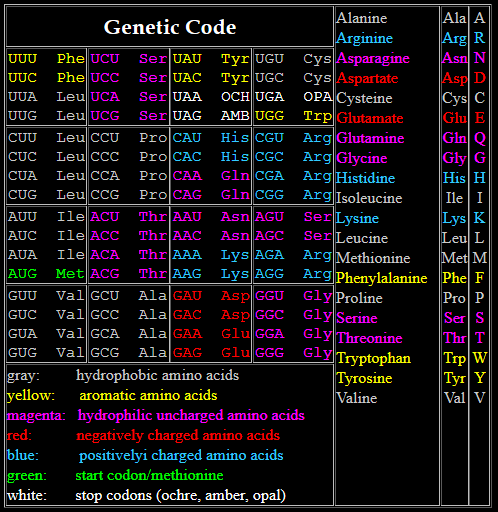 Genetic Code
UUU Phe UCU Ser UAU Tyr UGU Cys
UUC Phe UCC Ser UAC Tyr UGC Cys
UUA Leu UCA Ser UAA OCH UGA OPA
UUG Leu UCG Ser UAG AMB UGG Trp
CUU Leu CCU Pro CAU His CGU Arg
CUC Leu CCC Pro CAC His CGC Arg
CUA Leu CCA Pro CAA Gln CGA Arg
CUG Leu CCG Pro CAG Gln CGG Arg
AUU Ile ACU Thr AAU Asn AGU Ser
AUC Ile ACC Thr AAC Asn AGC Ser
AUA Ile ACA Thr AAA Lys AGA Arg
AUG Met ACG Thr AAG Lys AGG Arg
GUU Val GCU Ala GAU Asp GGU Gly
GUC Val GCC Ala GAC Asp GGC Gly
GUA Val GCA Ala GAA Glu GGA Gly
GUG Val GCG Ala GAG Glu GGG Gly
gray: hydrophobic amino acids
yellow: aromatic amino acids
magenta: hydrophilic uncharged amino acids
red: negatively charged amino acids
blue: positivelyi charged amino acids
green: start codon/methionine
white: stop codons (ochre, amber, opal)
Alanine Ala A
Arginine Arg R
Asparagine Asn N
Aspartate Asp D
Cysteine Cys C
Glutamate Glu E
Glutamine Gln Q
Glycine Gly G
Histidine His H
Isoleucine Ile I
Lysine Lys K
Leucine Leu L
Methionine Met M
Phenylalanine Phe F
Proline Pro P
Serine Ser S
Threonine Thr T
Tryptophan Trp W
Tyrosine Tyr Y
Valine Val V